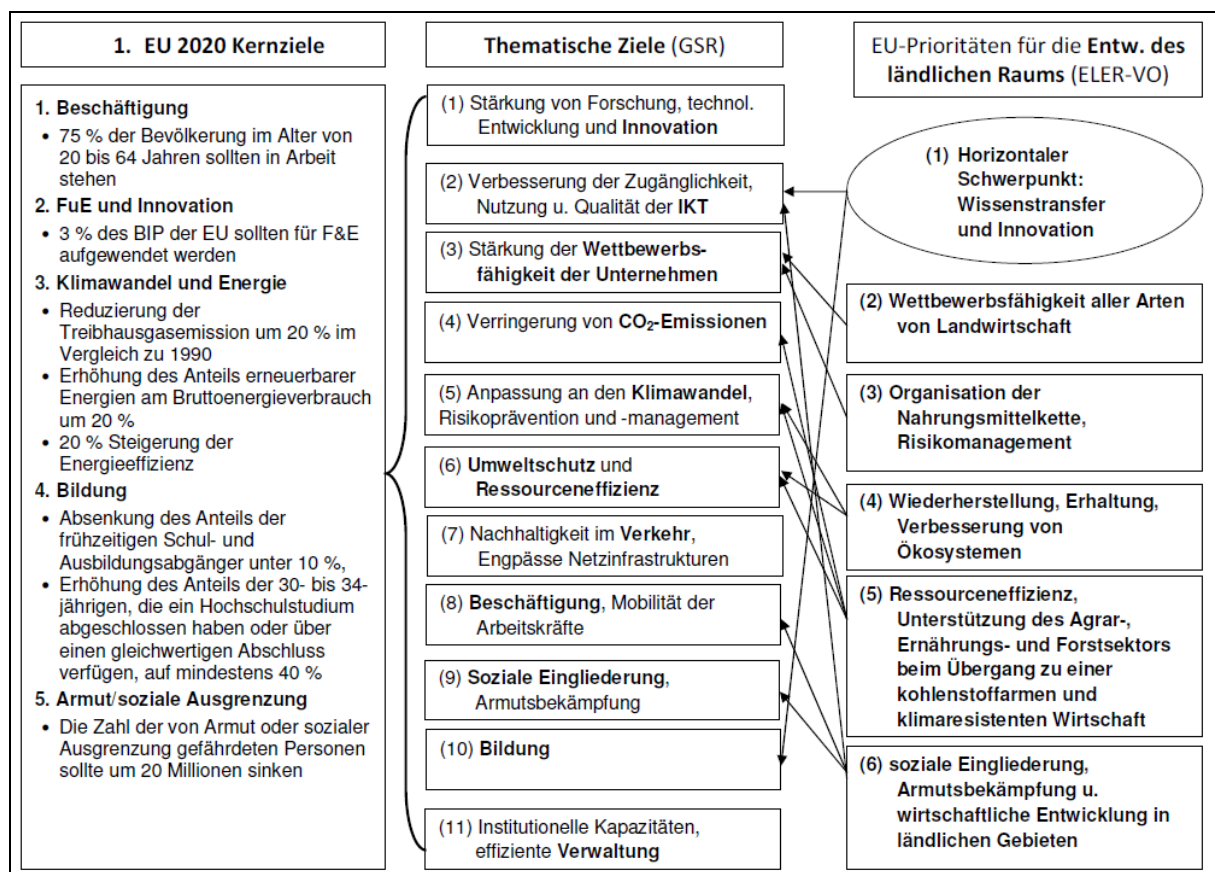 1. EU 2020 Kernziele
1. Beschäftigung
• 75 % der Bevölkerung im Alter von
20 bis 64 Jahren sollten in Arbeit
stehen
2. FuE und Innovation
• 3 % des BIP der EU sollten für F&E
aufgewendet werden
3. Klimawandel und Energie
• Reduzierung der
Treibhausgasemission um 20 % im
Vergleich zu 1990
• Erhöhung des Anteils erneuerbarer
Energien am Bruttoenergieverbrauch
um 20 %
• 20 % Steigerung der
Energieeffizienz
4. Bildung
• Absenkung des Anteils der
frühzeitigen Schul- und
Ausbildungsabgänger unter 10 %,
• Erhöhung des Anteils der 30- bis 34-
jährigen, die ein Hochschulstudium
abgeschlossen haben oder über
einen gleichwertigen Abschluss
verfügen, auf mindestens 40 %
5. Armut/soziale Ausgrenzung
• Die Zahl der von Armut oder sozialer
Ausgrenzung gefährdeten Personen
sollte um 20 Millionen sinken
Thematische Ziele (GSR)
(1) Stärkung von Forschung, technol.
Entwicklung und Innovation
(2) Verbesserung der Zugänglichkeit,
Nutzung u. Qualität der IKT
(3) Stärkung der Wettbewerbs-
fähigkeit der Unternehmen
(4) Verringerung von CO₂-Emissionen
(5) Anpassung an den Klimawandel,
Risikoprävention und -management
(6) Umweltschutz und
Ressourceneffizienz
(7) Nachhaltigkeit im Verkehr,
Engpässe Netzinfrastrukturen
(8) Beschäftigung, Mobilität der
Arbeitskräfte
(9) Soziale Eingliederung,
Armutsbekämpfung
(10) Bildung
(11) Institutionelle Kapazitäten,
effiziente Verwaltung
EU-Prioritäten für die Entw. des
ländlichen Raums (ELER-VO)
(1) Horizontaler
Schwerpunkt:
Wissenstransfer
und Innovation
(2) Wettbewerbsfähigkeit aller Arten
von Landwirtschaft
(3) Organisation der
Nahrungsmittelkette,
Risikomanagement
(4) Wiederherstellung, Erhaltung,
Verbesserung von
Ökosystemen
(5) Ressourceneffizienz,
Unterstützung des Agrar-,
Ernährungs- und Forstsektors
beim Übergang zu einer
kohlenstoffarmen und
klimaresistenten Wirtschaft
(6) soziale Eingliederung,
Armutsbekämpfung u.
wirtschaftliche Entwicklung in
ländlichen Gebieten